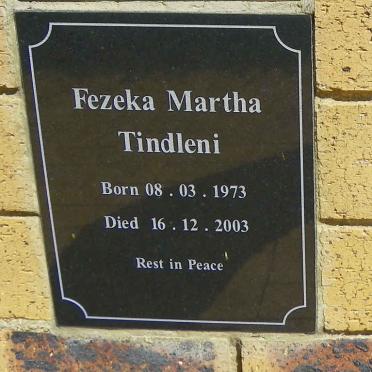 Fezeka Martha
Tindleni
Born 08 . 03 . 1973
Died 16 . 12 . 2003
Rest in Peace